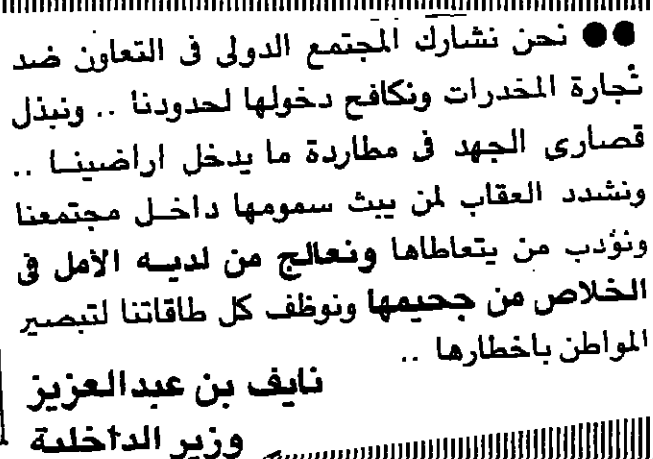 ●● نحن نشارك المجتمع الدولى فى التعاون ضد
تجارة المخدرات ونكافح دخولها لحدودنا .. ونبذل
قصارى الجهد فى مطاردة ما يدخل اراضينا ..
ونشدد العقاب لمن يبث سمومها داخل مجتمعنا
ونؤدب من يتعاطاها ونعالج من لديه الأمل فى
الخلاص من جحيمها ونوظف كل طاقاتنا لتبصير
المواطن باخطارها ..
نايف بن عبدالعزيز
وزير الداخلية